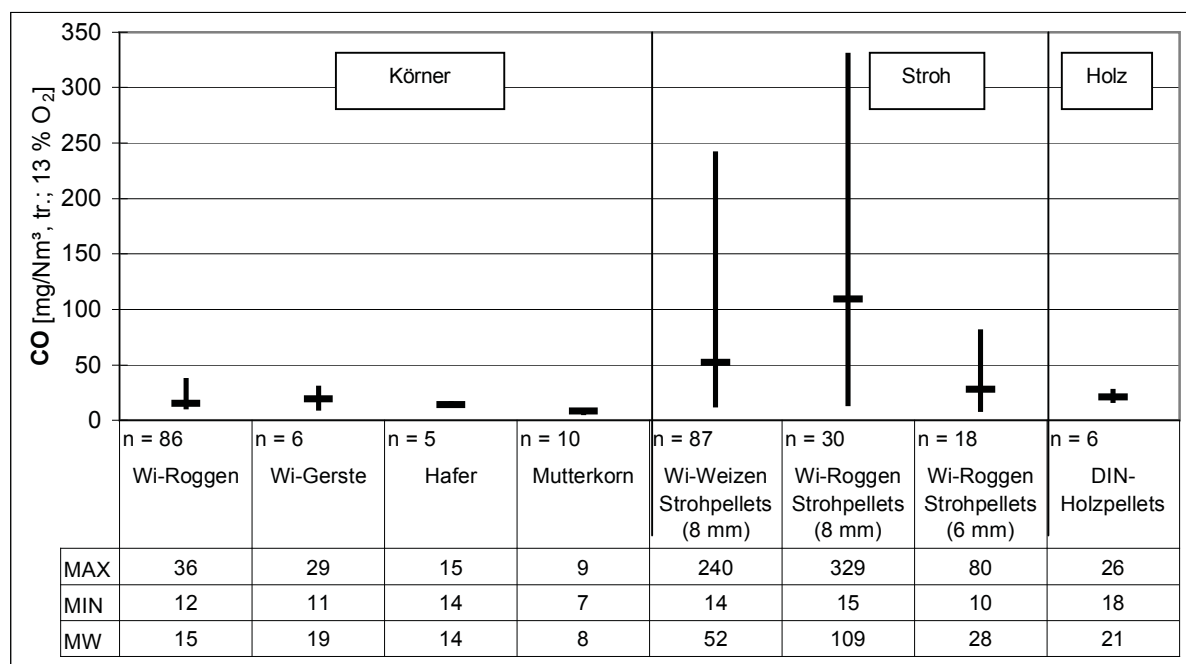 CO [mg/Nm³, tr.; 13 % O₂]
350
300
250
200
150
100
50
0
Körner
Stroh
Holz
n = 86
n = 6
n = 5
n = 10
n = 87
n = 30
n = 18
n = 6
Wi-Roggen
Wi-Gerste
Hafer
Mutterkorn
Wi-Weizen
Strohpellets
(8 mm)
Wi-Roggen
Strohpellets
(8 mm)
Wi-Roggen
Strohpellets
(6 mm)
DIN-
Holzpellets
MAX 36 29 15 9 240 329 80 26
MIN 12 11 14 7 14 15 10 18
MW 15 19 14 8 52 109 28 21